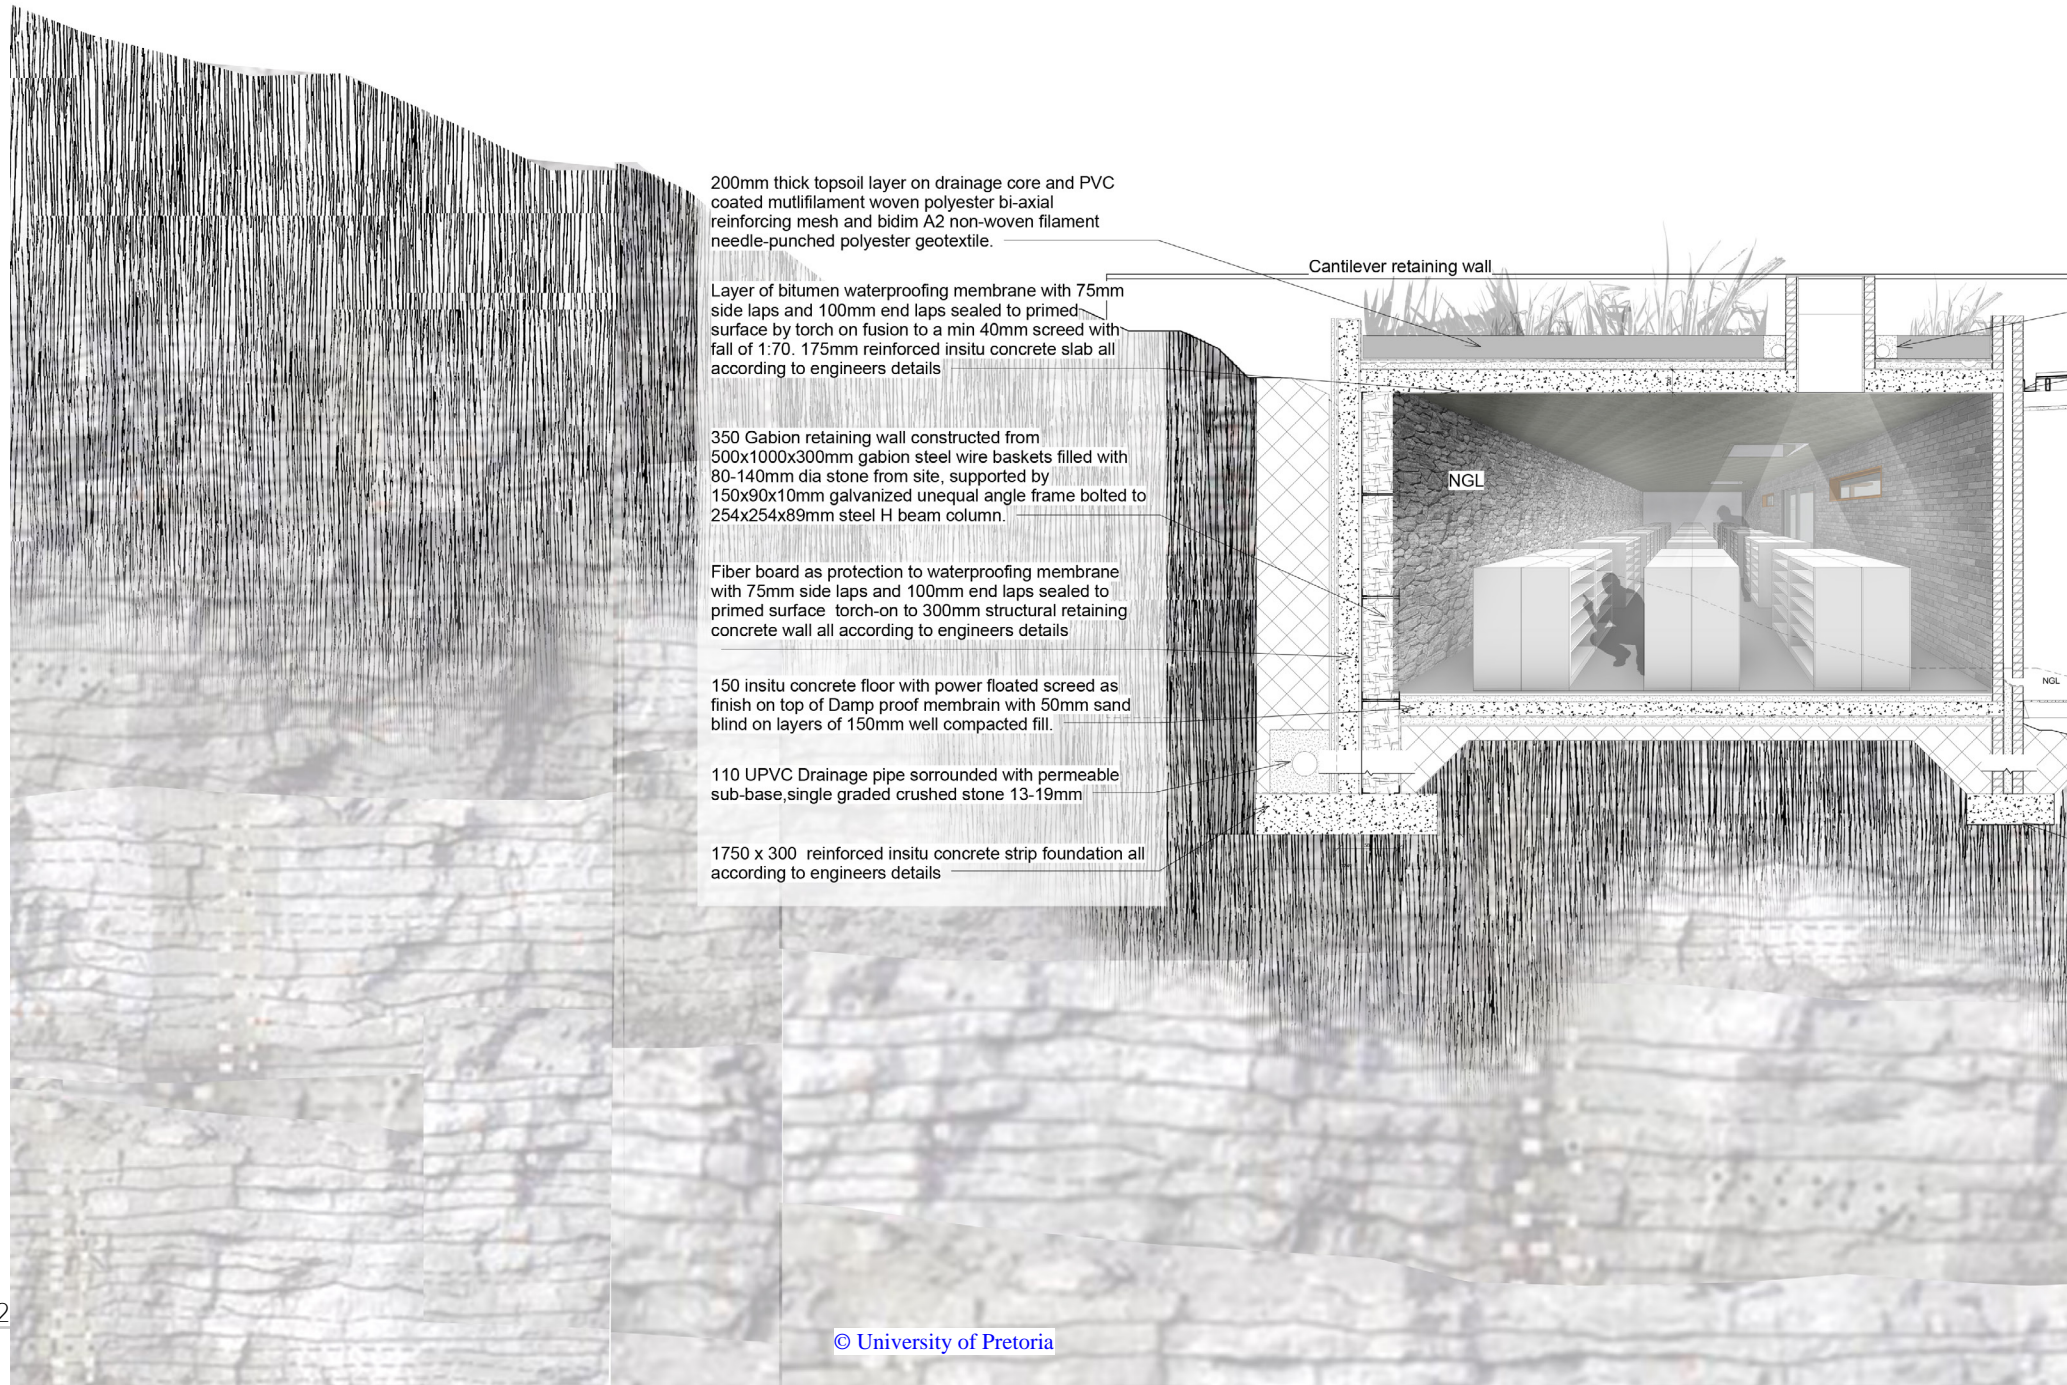 200mm thick topsoil layer on drainage core and PVC
coated mutlifilament woven polyester bi-axial
reinforcing mesh and bidim A2 non-woven filament
needle-punched polyester geotextile.
Cantilever retaining wall
Layer of bitumen waterproofing membrane with 75mm
side laps and 100mm end laps sealed to primed
surface by torch on fusion to a min 40mm screed with
fall of 1:70. 175mm reinforced insitu concrete slab all
according to engineers details
350 Gabion retaining wall constructed from
500x1000x300mm gabion steel wire baskets filled with
80-140mm dia stone from site, supported by
150x90x10mm galvanized unequal angle frame bolted to
254x254x89mm steel H beam column.
NGL
Fiber board as protection to waterproofing membrane
with 75mm side laps and 100mm end laps sealed to
primed surface  torch-on to 300mm structural retaining
concrete wall all according to engineers details
NGL
150 insitu concrete floor with power floated screed as
finish on top of Damp proof membrain with 50mm sand
blind on layers of 150mm well compacted fill.
110 UPVC Drainage pipe sorrounded with permeable
sub-base,single graded crushed stone 13-19mm
1750 x 300  reinforced insitu concrete strip foundation all
according to engineers details
2
© University of Pretoria